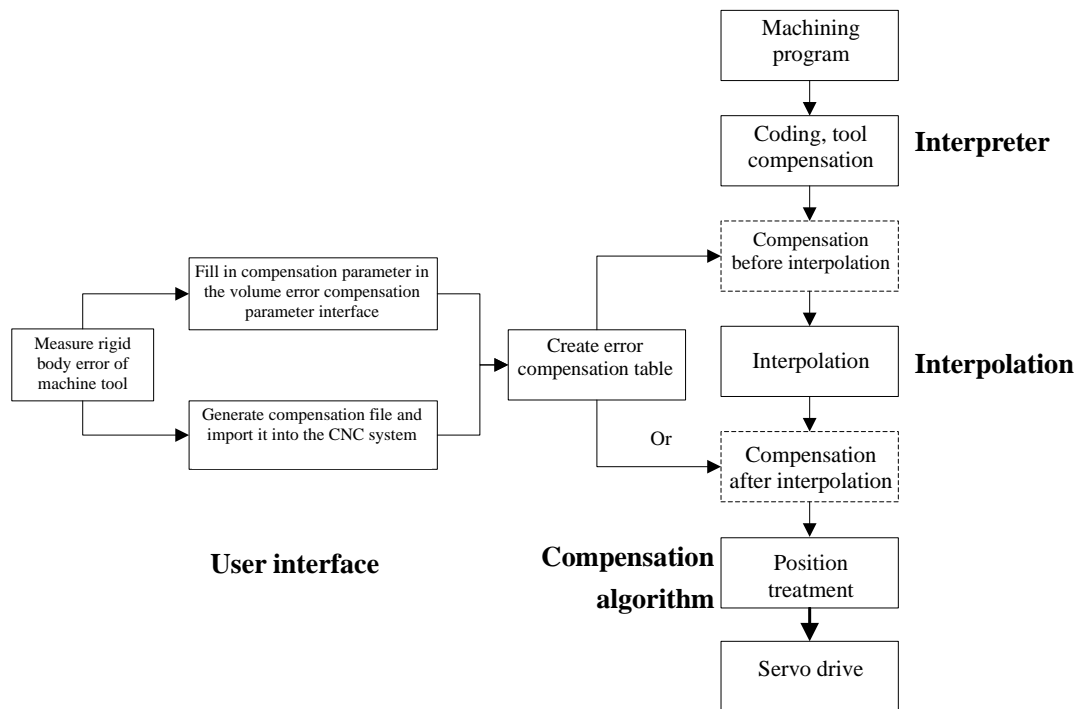 Machining
program
Coding, tool
compensation
Interpreter
Compensation
before interpolation
Fill in compensation parameter in
the volume error compensation
parameter interface
Measure rigid
body error of
machine tool
Create error
compensation table
Interpolation
Interpolation
Generate compensation file and
import it into the CNC system
Or
Compensation
after interpolation
User interface
Compensation
algorithm
Position
treatment
Servo drive